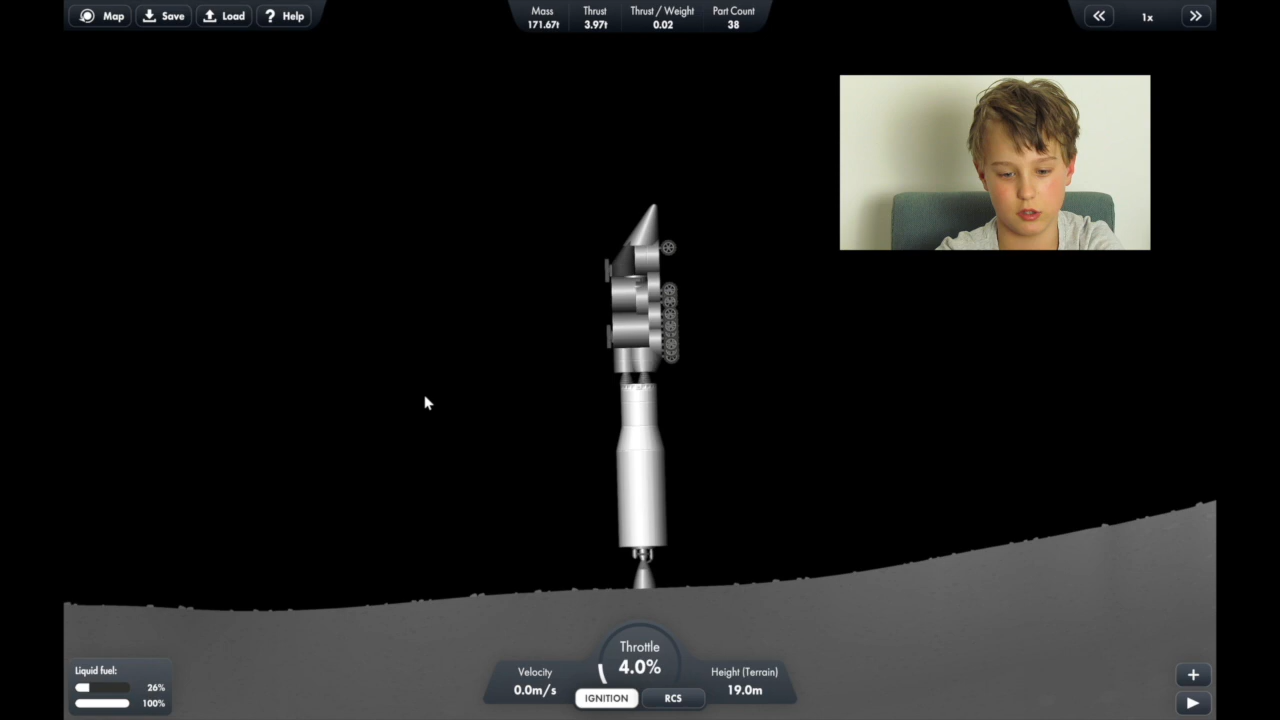 Map Save Load ? Help
Mass Thrust Thrust / Weight Part Count
171.67t 3.97t 0.02 38
1x
Throttle
4.0%
Velocity Height (Terrain)
0.0m/s 19.0m
IGNITION RCS
Liquid fuel:
26%
100%
+